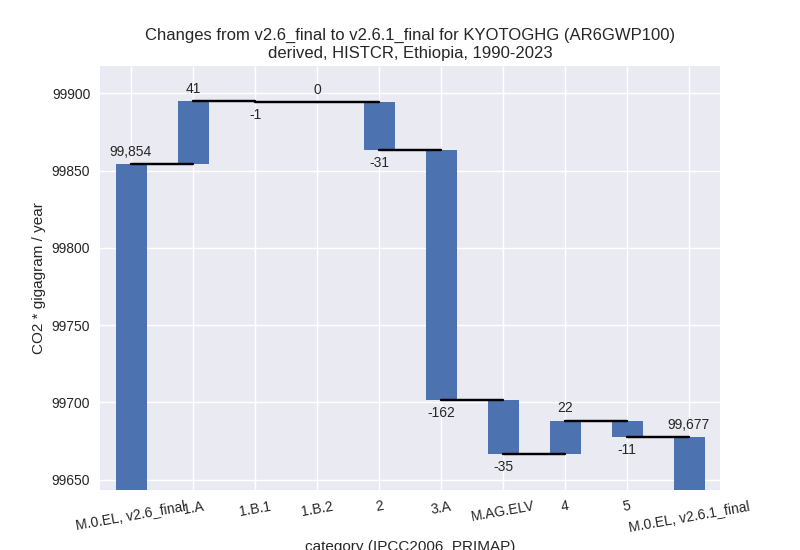 Changes from v2.6_final to v2.6.1_final for KYOTOGHG (AR6GWP100)
derived, HISTCR, Ethiopia, 1990-2023
CO2 * gigagram / year
99900
99850
99800
99750
99700
99650
99,854
41
-1
0
-31
-162
-35
22
-11
99,677
M.0.EL, v2.6_final
1.A
1.B.1
1.B.2
2
3.A
M.AG.ELV
4
5
M.0.EL, v2.6.1_final
category (IPCC2006_PRIMAP)